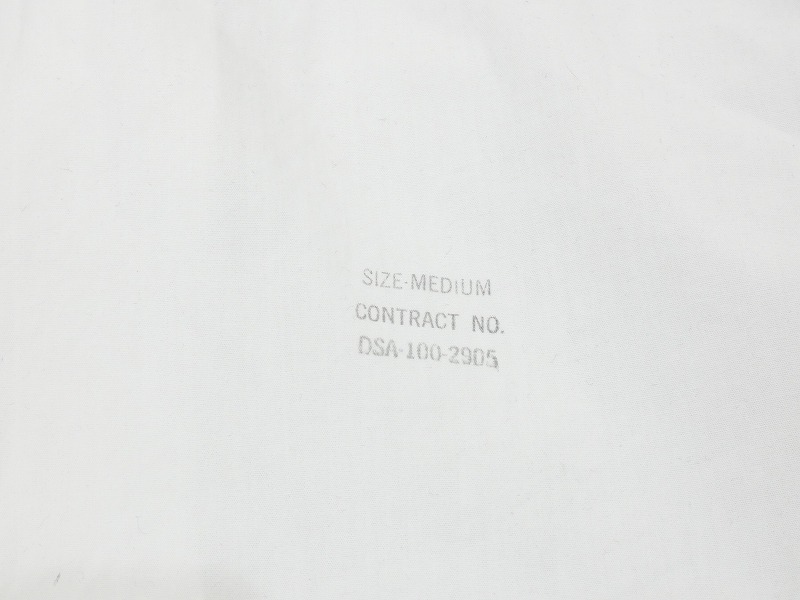 SIZE-MEDIUM
CONTRACT NO.
DSA-100-2905